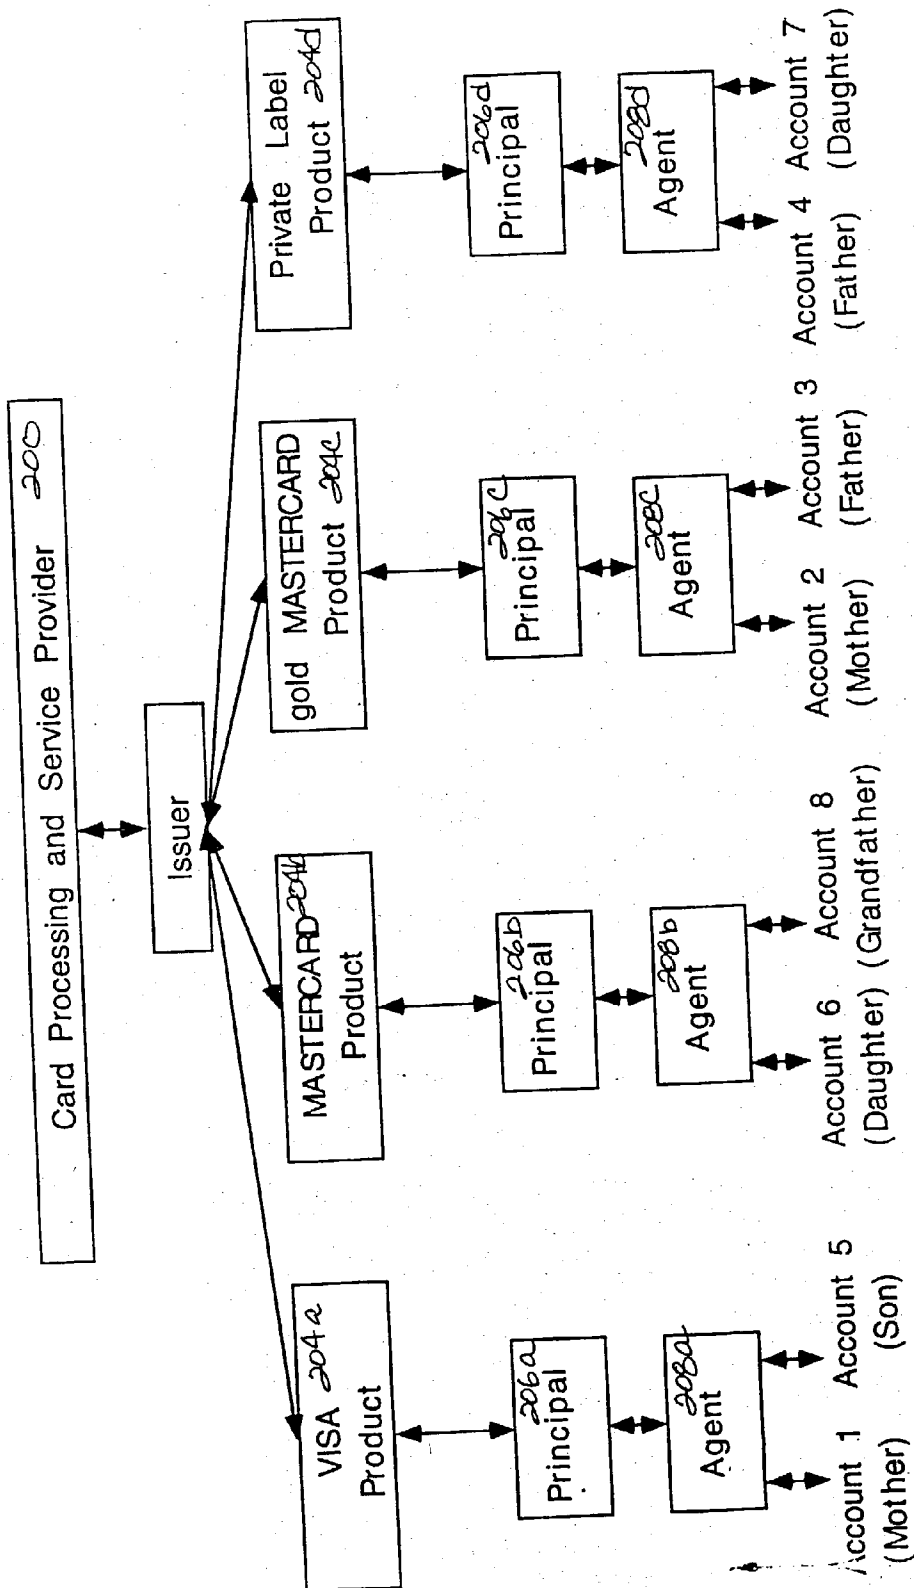 Card Processing and Service Provider 200
Issuer
VISA 204a
Product
MASTERCARD 204b
Product
gold MASTERCARD
Product 204c
Private Label
Product 204d
206a
Principal
206b
Principal
206c
Principal
206d
Principal
208a
Agent
208b
Agent
208c
Agent
208d
Agent
Account 1
(Mother)
Account 5
(Son)
Account 6
(Daughter)
Account 8
(Grandfather)
Account 2
(Mother)
Account 3
(Father)
Account 4
(Father)
Account 7
(Daughter)